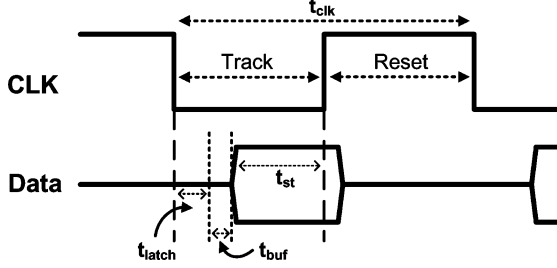 t_clk
Track Reset
CLK
Data
t_st
t_latch t_buf